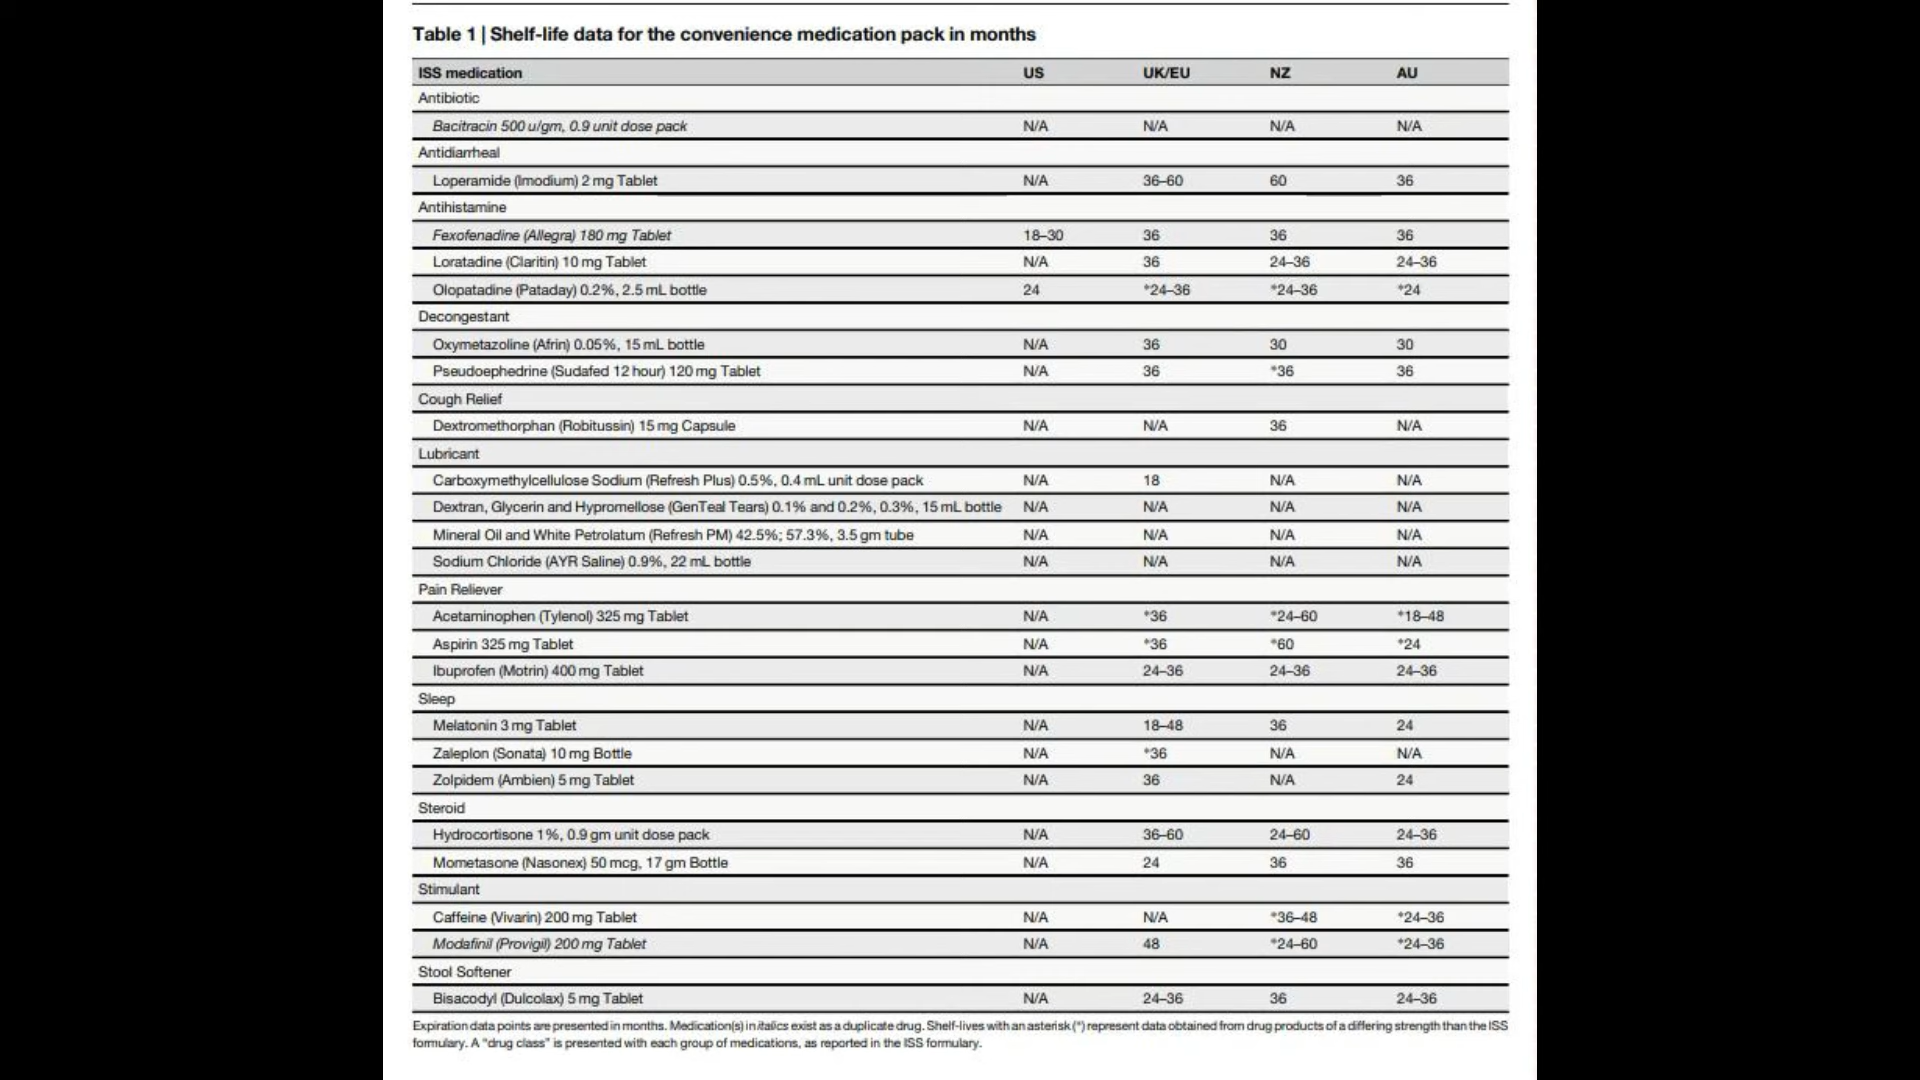 Table 1 | Shelf-life data for the convenience medication pack in months
ISS medication US UK/EU NZ AU
Antibiotic
Bacitracin 500 u/gm, 0.9 unit dose pack N/A N/A N/A N/A
Antidiarrheal
Loperamide (Imodium) 2 mg Tablet N/A 36–60 60 36
Antihistamine
Fexofenadine (Allegra) 180 mg Tablet 18–30 36 36 36
Loratadine (Claritin) 10 mg Tablet N/A 36 24–36 24–36
Olopatadine (Pataday) 0.2%, 2.5 mL bottle 24 *24–36 *24–36 *24
Decongestant
Oxymetazoline (Afrin) 0.05%, 15 mL bottle N/A 36 30 30
Pseudoephedrine (Sudafed 12 hour) 120 mg Tablet N/A 36 *36 36
Cough Relief
Dextromethorphan (Robitussin) 15 mg Capsule N/A N/A 36 N/A
Lubricant
Carboxymethylcellulose Sodium (Refresh Plus) 0.5%, 0.4 mL unit dose pack N/A 18 N/A N/A
Dextran, Glycerin and Hypromellose (GenTeal Tears) 0.1% and 0.2%, 0.3%, 15 mL bottle N/A N/A N/A N/A
Mineral Oil and White Petrolatum (Refresh PM) 42.5%; 57.3%, 3.5 gm tube N/A N/A N/A N/A
Sodium Chloride (AYR Saline) 0.9%, 22 mL bottle N/A N/A N/A N/A
Pain Reliever
Acetaminophen (Tylenol) 325 mg Tablet N/A *36 *24–60 *18–48
Aspirin 325 mg Tablet N/A *36 *60 *24
Ibuprofen (Motrin) 400 mg Tablet N/A 24–36 24–36 24–36
Sleep
Melatonin 3 mg Tablet N/A 18–48 36 24
Zaleplon (Sonata) 10 mg Bottle N/A *36 N/A N/A
Zolpidem (Ambien) 5 mg Tablet N/A 36 N/A 24
Steroid
Hydrocortisone 1%, 0.9 gm unit dose pack N/A 36–60 24–60 24–36
Mometasone (Nasonex) 50 mcg, 17 gm Bottle N/A 24 36 36
Stimulant
Caffeine (Vivarin) 200 mg Tablet N/A N/A *36–48 *24–36
Modafinil (Provigil) 200 mg Tablet N/A 48 *24–60 *24–36
Stool Softener
Bisacodyl (Dulcolax) 5 mg Tablet N/A 24–36 36 24–36
Expiration data points are presented in months. Medication(s) in italics exist as a duplicate drug. Shelf-lives with an asterisk (*) represent data obtained from drug products of a differing strength than the ISS
formulary. A “drug class” is presented with each group of medications, as reported in the ISS formulary.